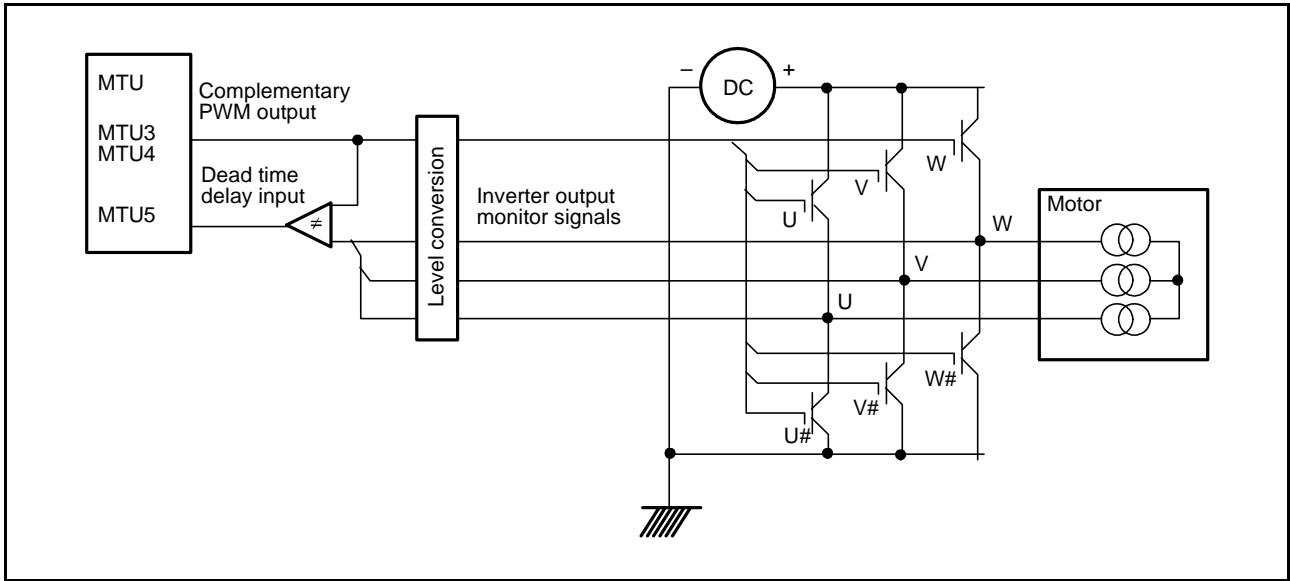 MTU
MTU3
MTU4
MTU5
Complementary
PWM output
Dead time
delay input
≠
Level conversion
Inverter output
monitor signals
– DC +
W
V
U
W
V
U
W#
V#
U#
Motor